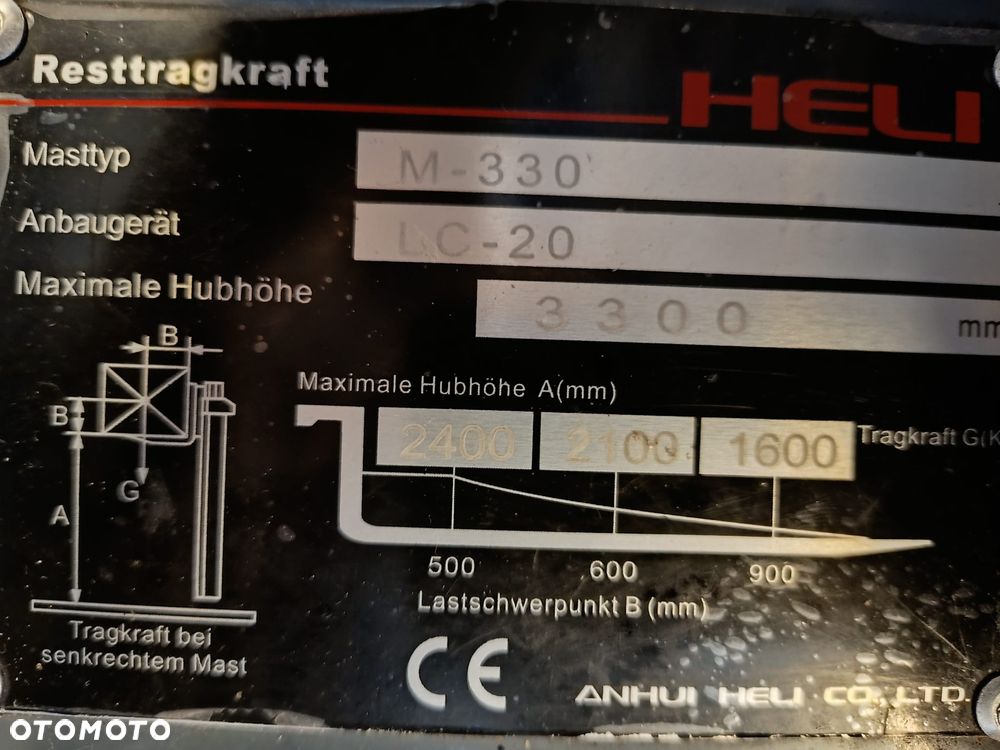 Resttragkraft
HELI
Masttyp M-330
Anbaugerät LC-20
Maximale Hubhöhe 3300 mm
B
Maximale Hubhöhe A(mm)
B
2400 2100 1600 Tragkraft G(K
G
A
500 600 900
Lastschwerpunkt B (mm)
Tragkraft bei
senkrechtem Mast
CE
ANHUI HELI CO., LTD.
OTOMOTO